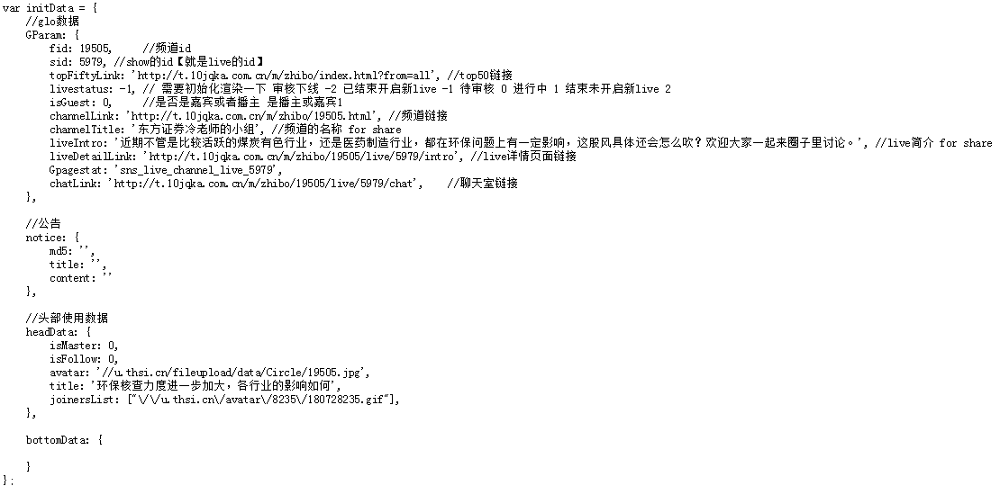 var initData = {
    //glo数据
    GParam: {
        fid: 19505,     //频道id
        sid: 5979, //show的id【就是live的id】
        topFiftyLink: 'http://t.10jqka.com.cn/m/zhibo/index.html?from=all', //top50链接
        livestatus: -1, // 需要初始化渲染一下 审核下线 -2 已结束开启新live -1 待审核 0 进行中 1 结束未开启新live 2
        isGuest: 0,     //是否是嘉宾或者播主 是播主或嘉宾1
        channelLink: 'http://t.10jqka.com.cn/m/zhibo/19505.html', //频道链接
        channelTitle: '东方证券冷老师的小组', //频道的名称 for share
        liveIntro: '近期不管是比较活跃的煤炭有色行业，还是医药制造行业，都在环保问题上有一定影响，这股风具体还会怎么吹？欢迎大家一起来圈子里讨论。', //live简介 for share
        liveDetailLink: 'http://t.10jqka.com.cn/m/zhibo/19505/live/5979/intro', //live详情页面链接
        Gpagestat: 'sns_live_channel_live_5979',
        chatLink: 'http://t.10jqka.com.cn/m/zhibo/19505/live/5979/chat',    //聊天室链接
    },
    //公告
    notice: {
        md5: '',
        title: '',
        content: ''
    },
    //头部使用数据
    headData: {
        isMaster: 0,
        isFollow: 0,
        avatar: '//u.thsi.cn/fileupload/data/Circle/19505.jpg',
        title: '环保核查力度进一步加大，各行业的影响如何',
        joinersList: ["\/\/u.thsi.cn\/avatar\/8235\/180728235.gif"],
    },
    bottomData: {
    }
};